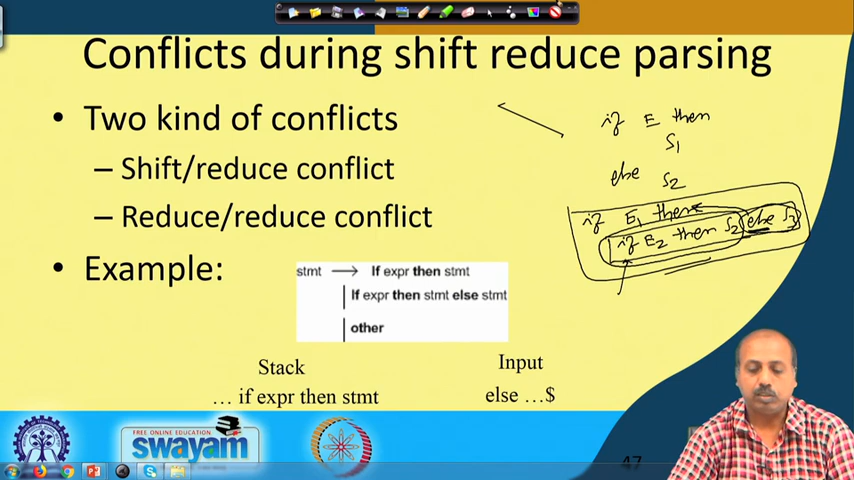 Conflicts during shift reduce parsing
• Two kind of conflicts
– Shift/reduce conflict
– Reduce/reduce conflict
• Example:
if E then
S1
else S2
if E1 then
if E2 then S2 else S3
stmt → If expr then stmt
| If expr then stmt else stmt
| other
Stack
Input
… if expr then stmt
else …$
FREE ONLINE EDUCATION
swayam
47